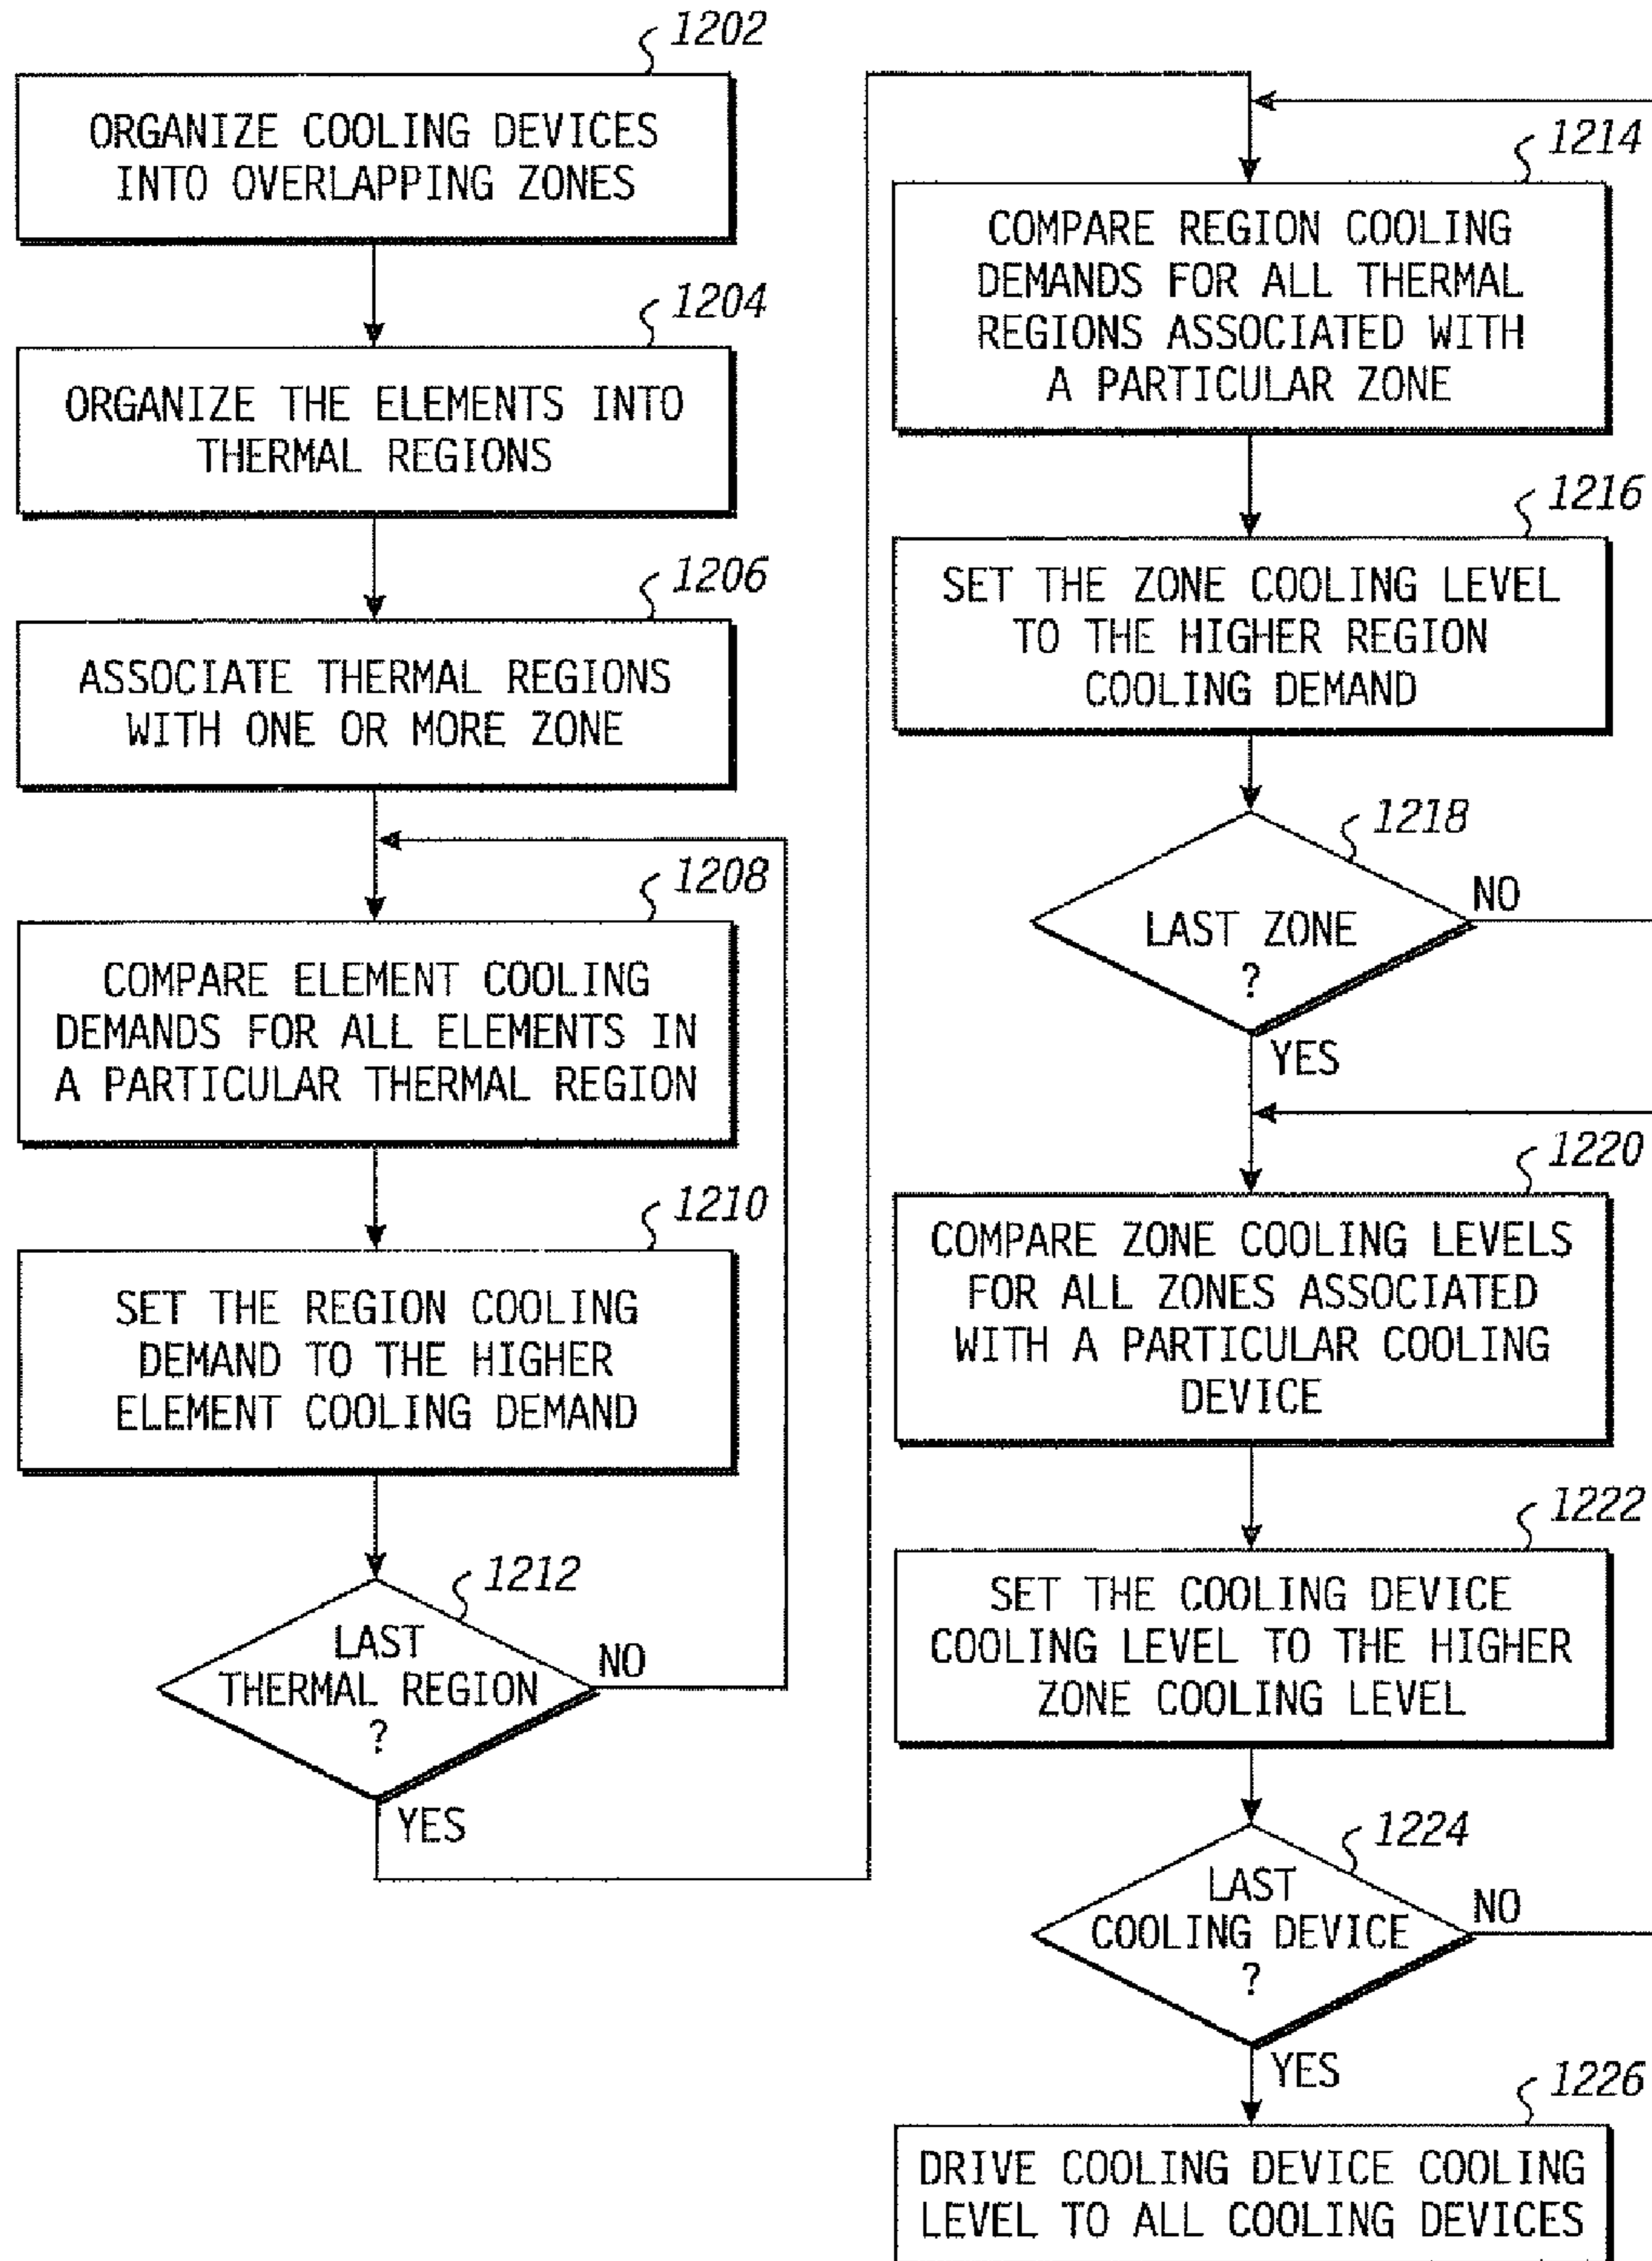 1202
ORGANIZE COOLING DEVICES
INTO OVERLAPPING ZONES
1204
ORGANIZE THE ELEMENTS INTO
THERMAL REGIONS
1206
ASSOCIATE THERMAL REGIONS
WITH ONE OR MORE ZONE
1208
COMPARE ELEMENT COOLING
DEMANDS FOR ALL ELEMENTS IN
A PARTICULAR THERMAL REGION
1210
SET THE REGION COOLING
DEMAND TO THE HIGHER
ELEMENT COOLING DEMAND
1212
LAST
THERMAL REGION
?
NO
YES
1214
COMPARE REGION COOLING
DEMANDS FOR ALL THERMAL
REGIONS ASSOCIATED WITH
A PARTICULAR ZONE
1216
SET THE ZONE COOLING LEVEL
TO THE HIGHER REGION
COOLING DEMAND
1218
LAST ZONE
?
NO
YES
1220
COMPARE ZONE COOLING LEVELS
FOR ALL ZONES ASSOCIATED
WITH A PARTICULAR COOLING
DEVICE
1222
SET THE COOLING DEVICE
COOLING LEVEL TO THE HIGHER
ZONE COOLING LEVEL
1224
LAST
COOLING DEVICE
?
NO
YES
1226
DRIVE COOLING DEVICE COOLING
LEVEL TO ALL COOLING DEVICES